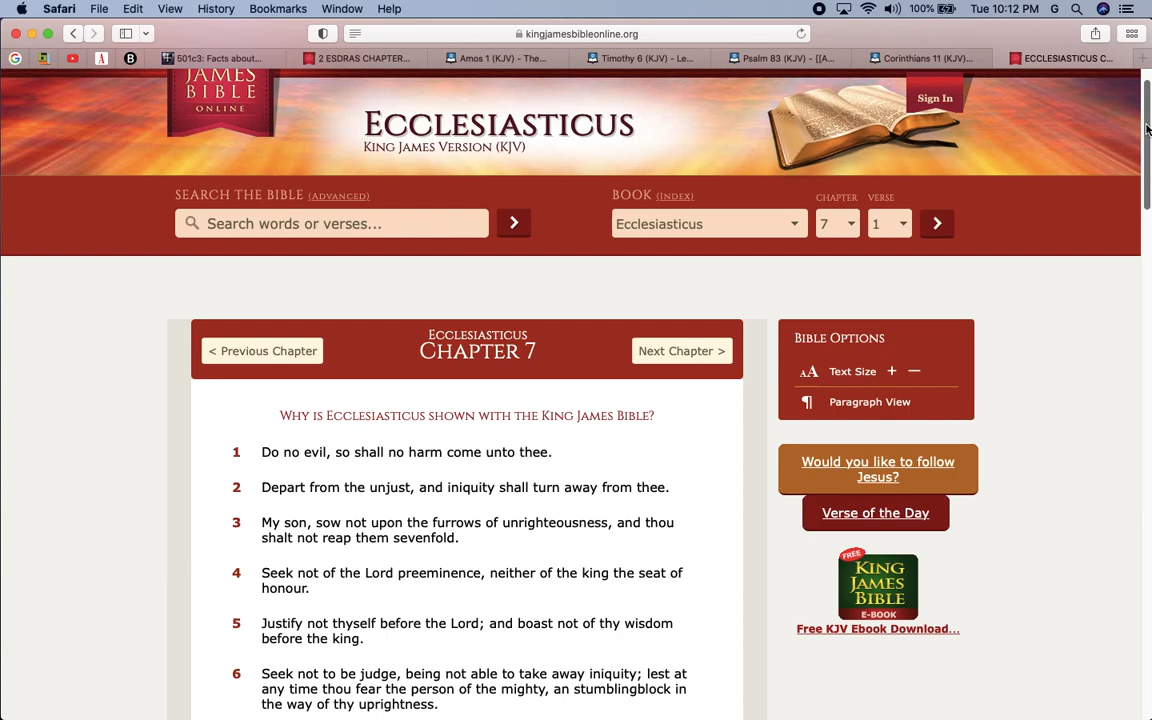 Safari File Edit View History Bookmarks Window Help 100% Tue 10:12 PM G
kingjamesbibleonline.org
501c3: Facts about... 2 ESDRAS CHAPTER... Amos 1 (KJV) - The... Timothy 6 (KJV) - Le... Psalm 83 (KJV) - [[A... Corinthians 11 (KJV)... ECCLESIASTICUS C...
JAMES
BIBLE
ONLINE
Sign In
Ecclesiasticus
King James Version (KJV)
SEARCH THE BIBLE (ADVANCED)
Search words or verses...
BOOK (INDEX) CHAPTER VERSE
Ecclesiasticus 7 1
< Previous Chapter
Ecclesiasticus
Chapter 7
Next Chapter >
Why is Ecclesiasticus shown with the King James Bible?
1 Do no evil, so shall no harm come unto thee.
2 Depart from the unjust, and iniquity shall turn away from thee.
3 My son, sow not upon the furrows of unrighteousness, and thou
shalt not reap them sevenfold.
4 Seek not of the Lord preeminence, neither of the king the seat of
honour.
5 Justify not thyself before the Lord; and boast not of thy wisdom
before the king.
6 Seek not to be judge, being not able to take away iniquity; lest at
any time thou fear the person of the mighty, an stumblingblock in
the way of thy uprightness.
Bible Options
AA Text Size + —
¶ Paragraph View
Would you like to follow
Jesus?
Verse of the Day
FREE
KING
JAMES
BIBLE
E-BOOK
Free KJV Ebook Download...